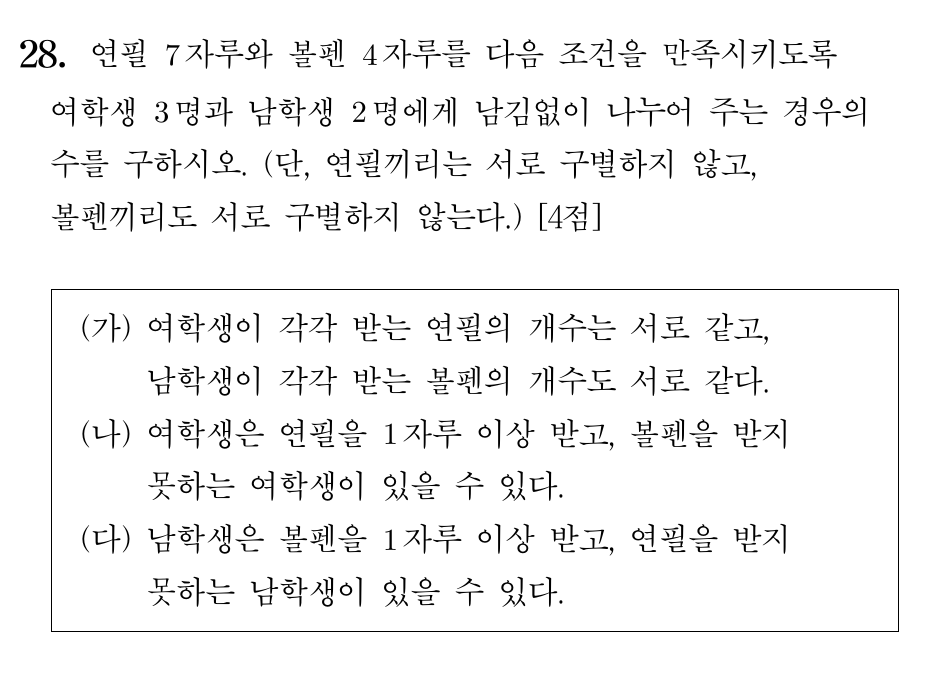 28. 연필 7자루와 볼펜 4자루를 다음 조건을 만족시키도록
여학생 3명과 남학생 2명에게 남김없이 나누어 주는 경우의
수를 구하시오. (단, 연필끼리는 서로 구별하지 않고,
볼펜끼리도 서로 구별하지 않는다.) [4점]
(가) 여학생이 각각 받는 연필의 개수는 서로 같고,
남학생이 각각 받는 볼펜의 개수도 서로 같다.
(나) 여학생은 연필을 1자루 이상 받고, 볼펜을 받지
못하는 여학생이 있을 수 있다.
(다) 남학생은 볼펜을 1자루 이상 받고, 연필을 받지
못하는 남학생이 있을 수 있다.